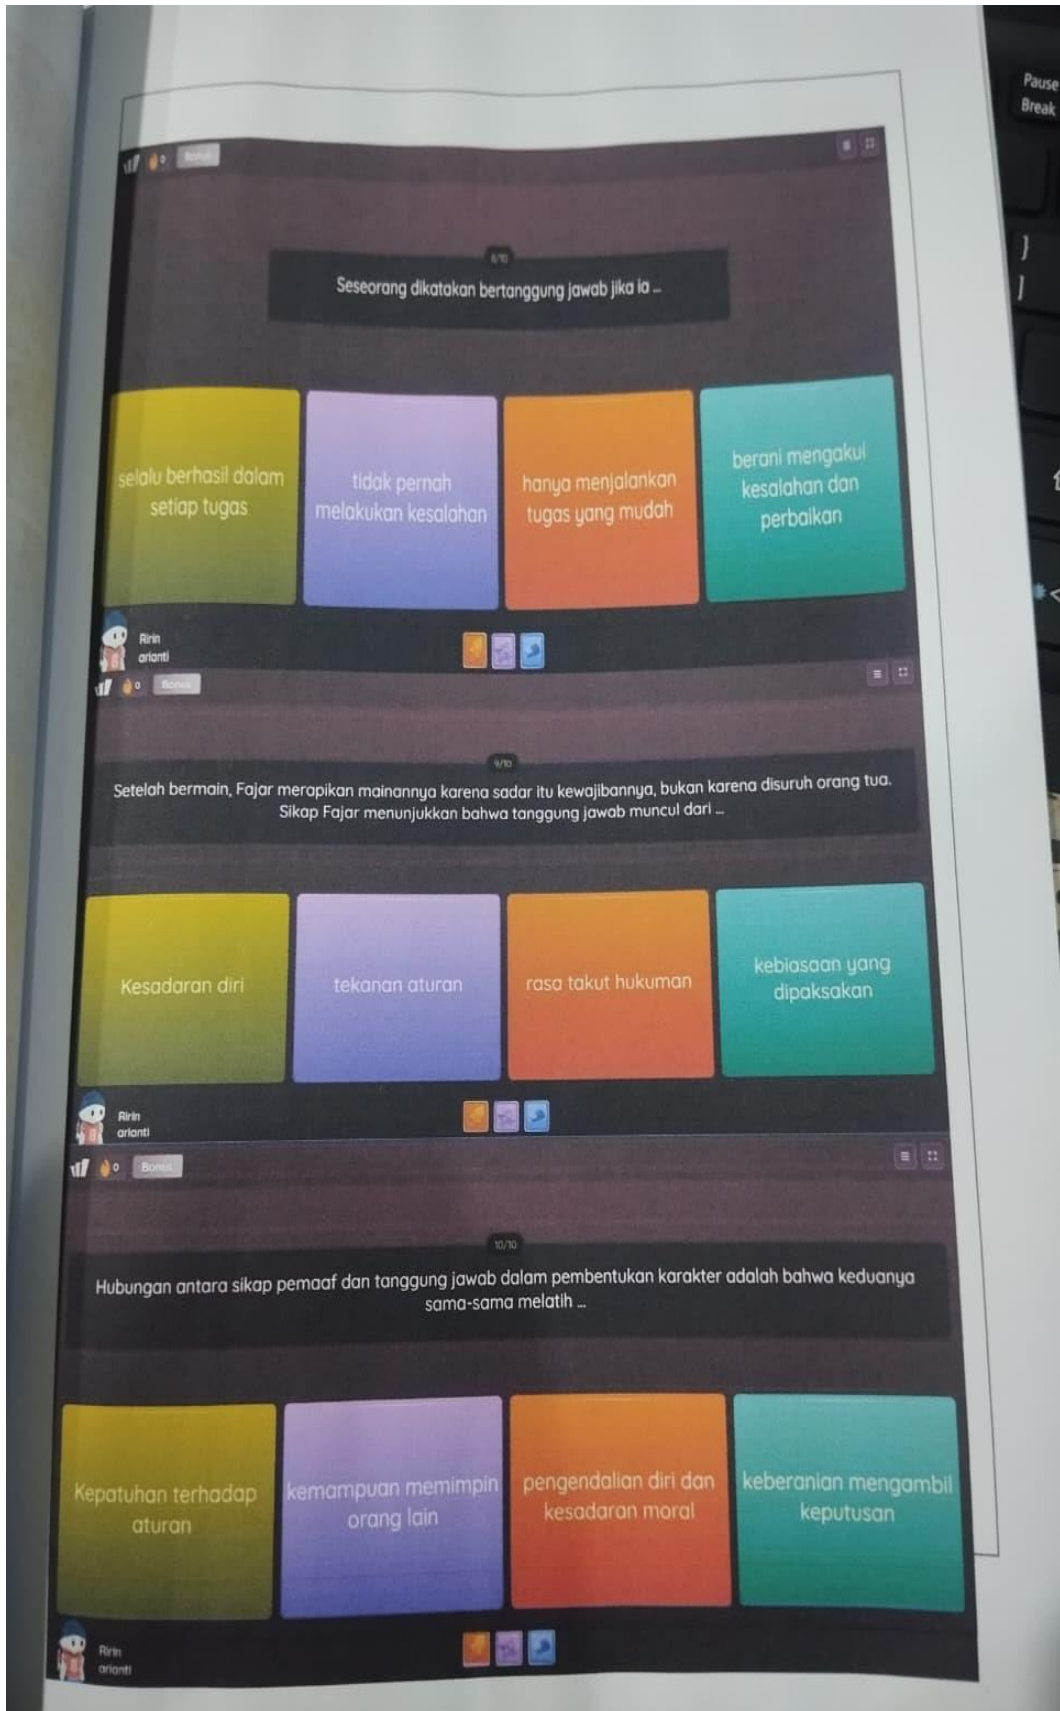 Pause
Break
}
]
0
Bonus
8/10
Seseorang dikatakan bertanggung jawab jika ia ...
selalu berhasil dalam
setiap tugas
tidak pernah
melakukan kesalahan
hanya menjalankan
tugas yang mudah
berani mengakui
kesalahan dan
perbaikan
Ririn
arianti
0
Bonus
9/10
Setelah bermain, Fajar merapikan mainannya karena sadar itu kewajibannya, bukan karena disuruh orang tua.
Sikap Fajar menunjukkan bahwa tanggung jawab muncul dari ...
Kesadaran diri
tekanan aturan
rasa takut hukuman
kebiasaan yang
dipaksakan
Ririn
arianti
0
Bonus
10/10
Hubungan antara sikap pemaaf dan tanggung jawab dalam pembentukan karakter adalah bahwa keduanya
sama-sama melatih ...
Kepatuhan terhadap
aturan
kemampuan memimpin
orang lain
pengendalian diri dan
kesadaran moral
keberanian mengambil
keputusan
Ririn
arianti